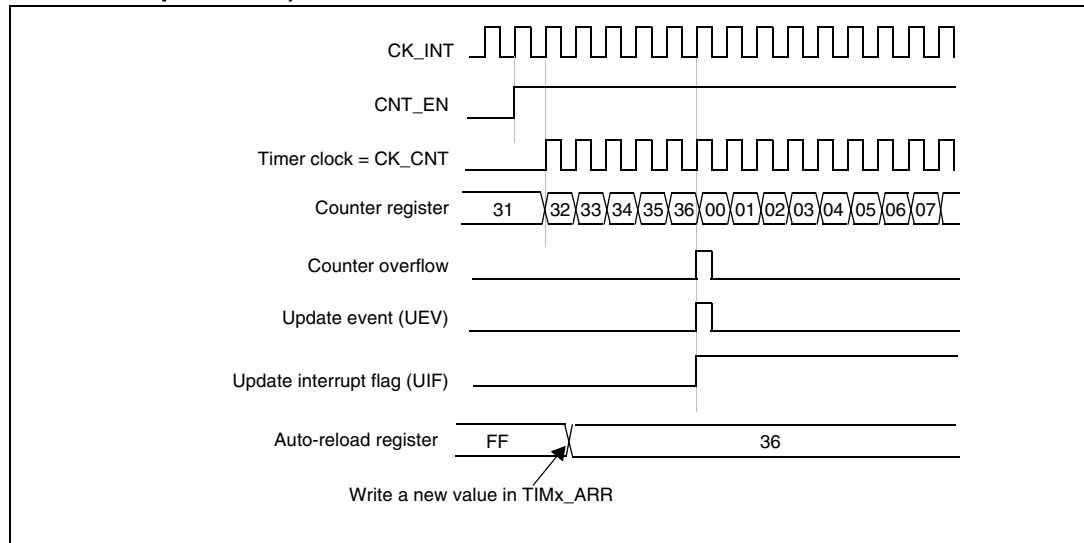 CK_INT
CNT_EN
Timer clock = CK_CNT
Counter register 31 32 33 34 35 36 00 01 02 03 04 05 06 07
Counter overflow
Update event (UEV)
Update interrupt flag (UIF)
Auto-reload register FF 36
Write a new value in TIMx_ARR